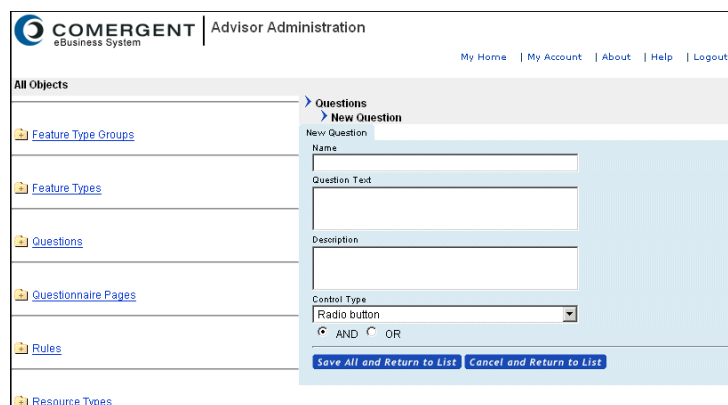 COMERGENT
eBusiness System
Advisor Administration
My Home | My Account | About | Help | Logout
All Objects
Feature Type Groups
Feature Types
Questions
Questionnaire Pages
Rules
Resource Types
Questions
New Question
New Question
Name
Question Text
Description
Control Type
Radio button
AND OR
Save All and Return to List Cancel and Return to List